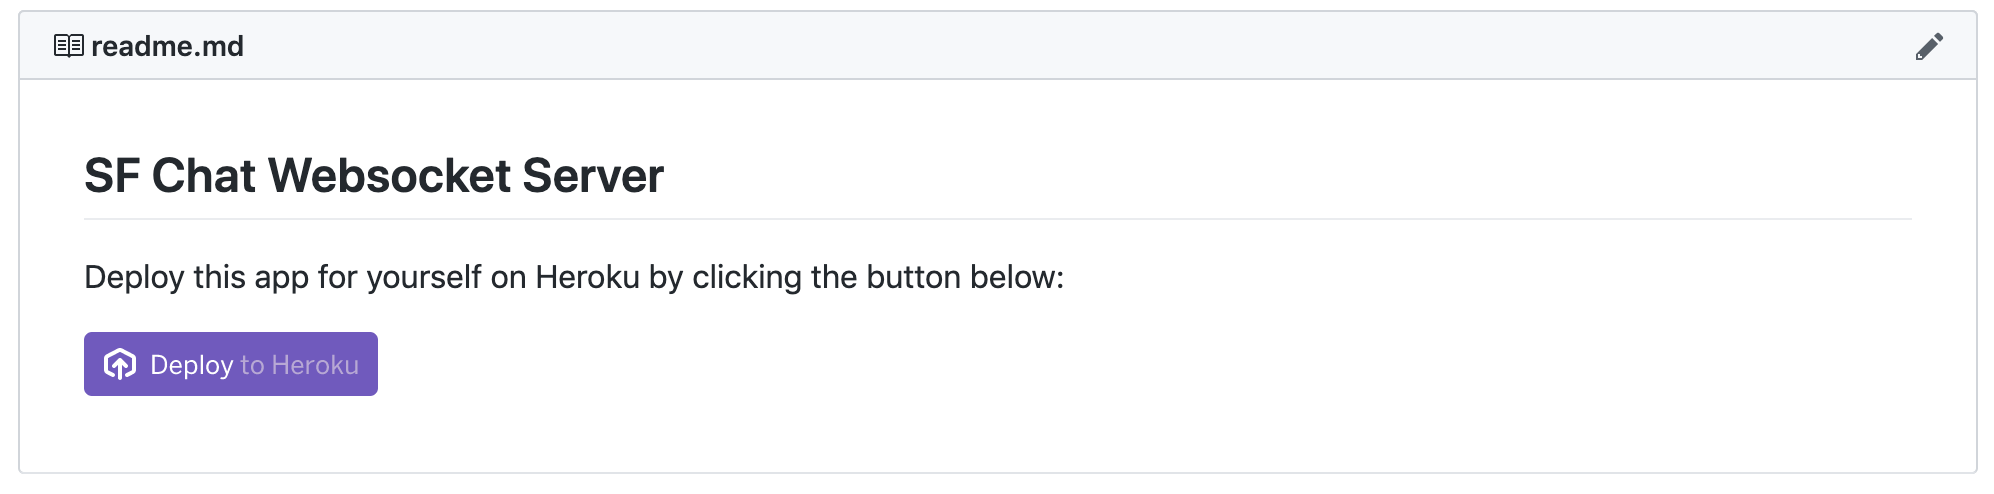 readme.md
SF Chat Websocket Server
Deploy this app for yourself on Heroku by clicking the button below:
Deploy to Heroku